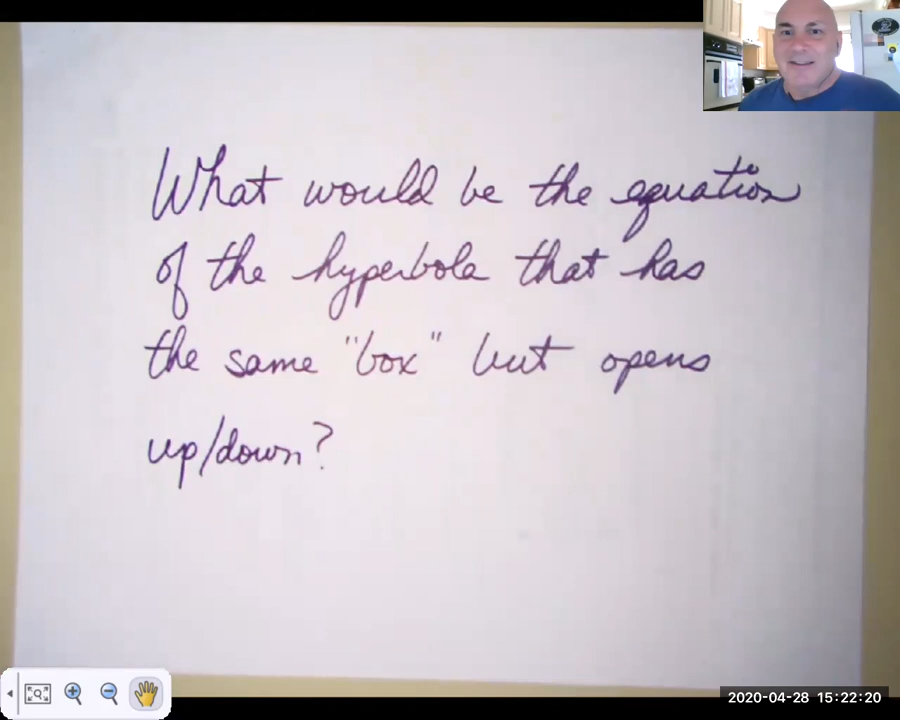 What would be the equation
of the hyperbola that has
the same "box" but opens
up/down?
2020-04-28 15:22:20